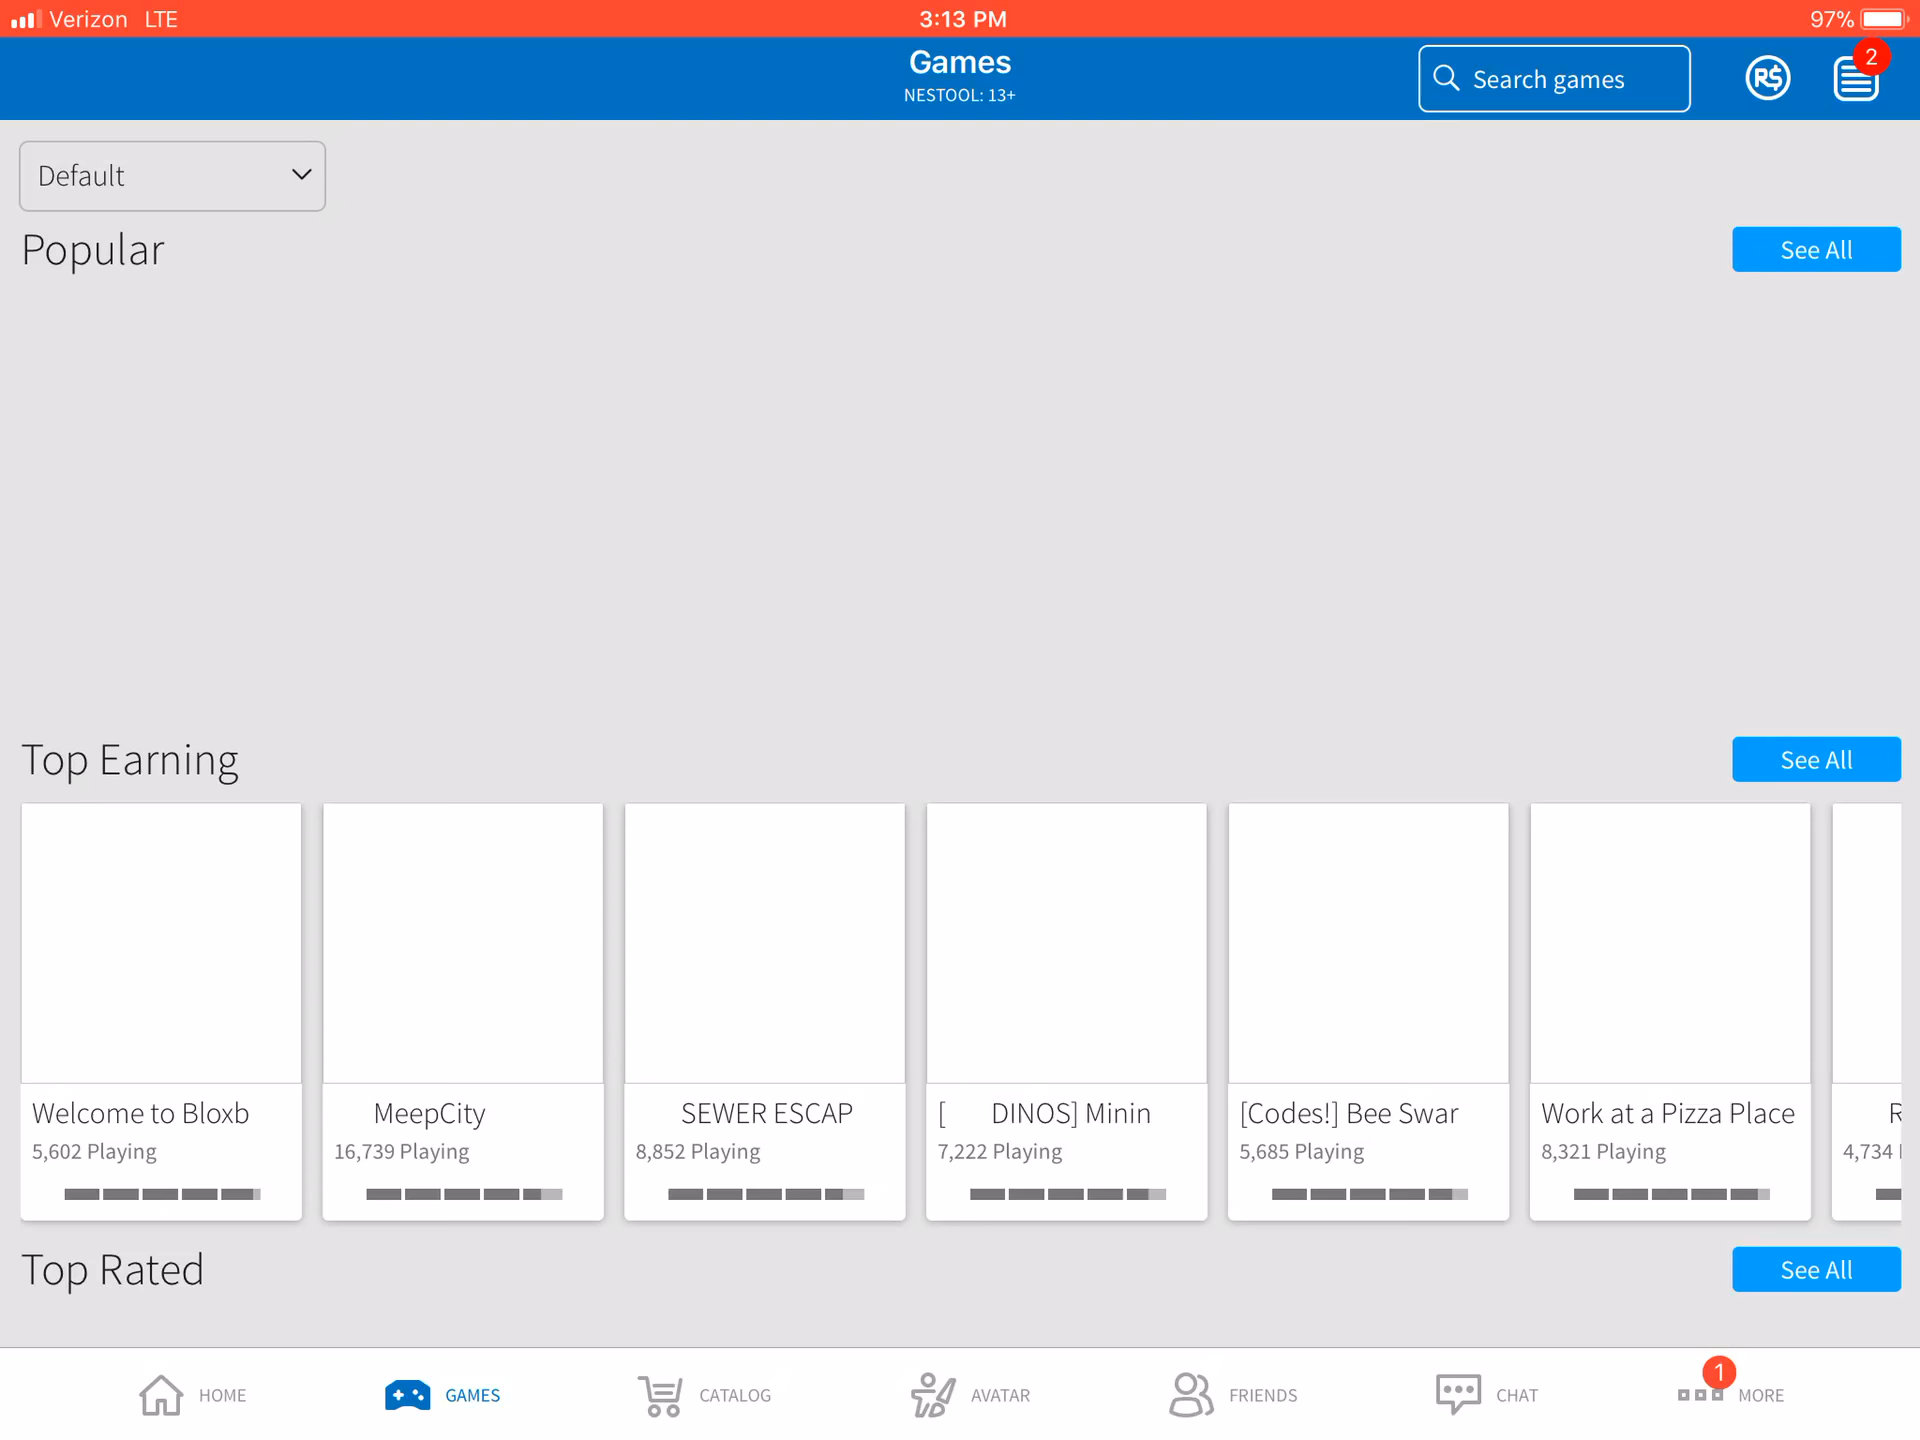 Verizon LTE
3:13 PM
97%
Games
NESTOOL: 13+
Search games
R$
2
Default
Popular
See All
Top Earning
See All
Welcome to Bloxb
5,602 Playing
MeepCity
16,739 Playing
SEWER ESCAP
8,852 Playing
[ DINOS] Minin
7,222 Playing
[Codes!] Bee Swar
5,685 Playing
Work at a Pizza Place
8,321 Playing
R
4,734
Top Rated
See All
HOME
GAMES
CATALOG
AVATAR
FRIENDS
CHAT
1
MORE